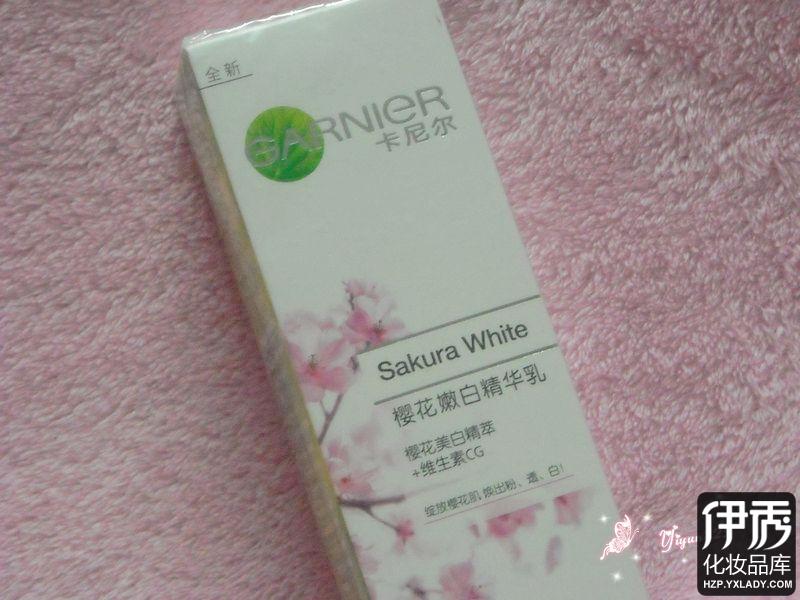 全新
GARNIER
卡尼尔
Sakura White
樱花嫩白精华乳
樱花美白精萃
+维生素CG
绽放樱花肌 焕出粉、透、白!
伊秀
化妆品库
HZP.YXLADY.COM